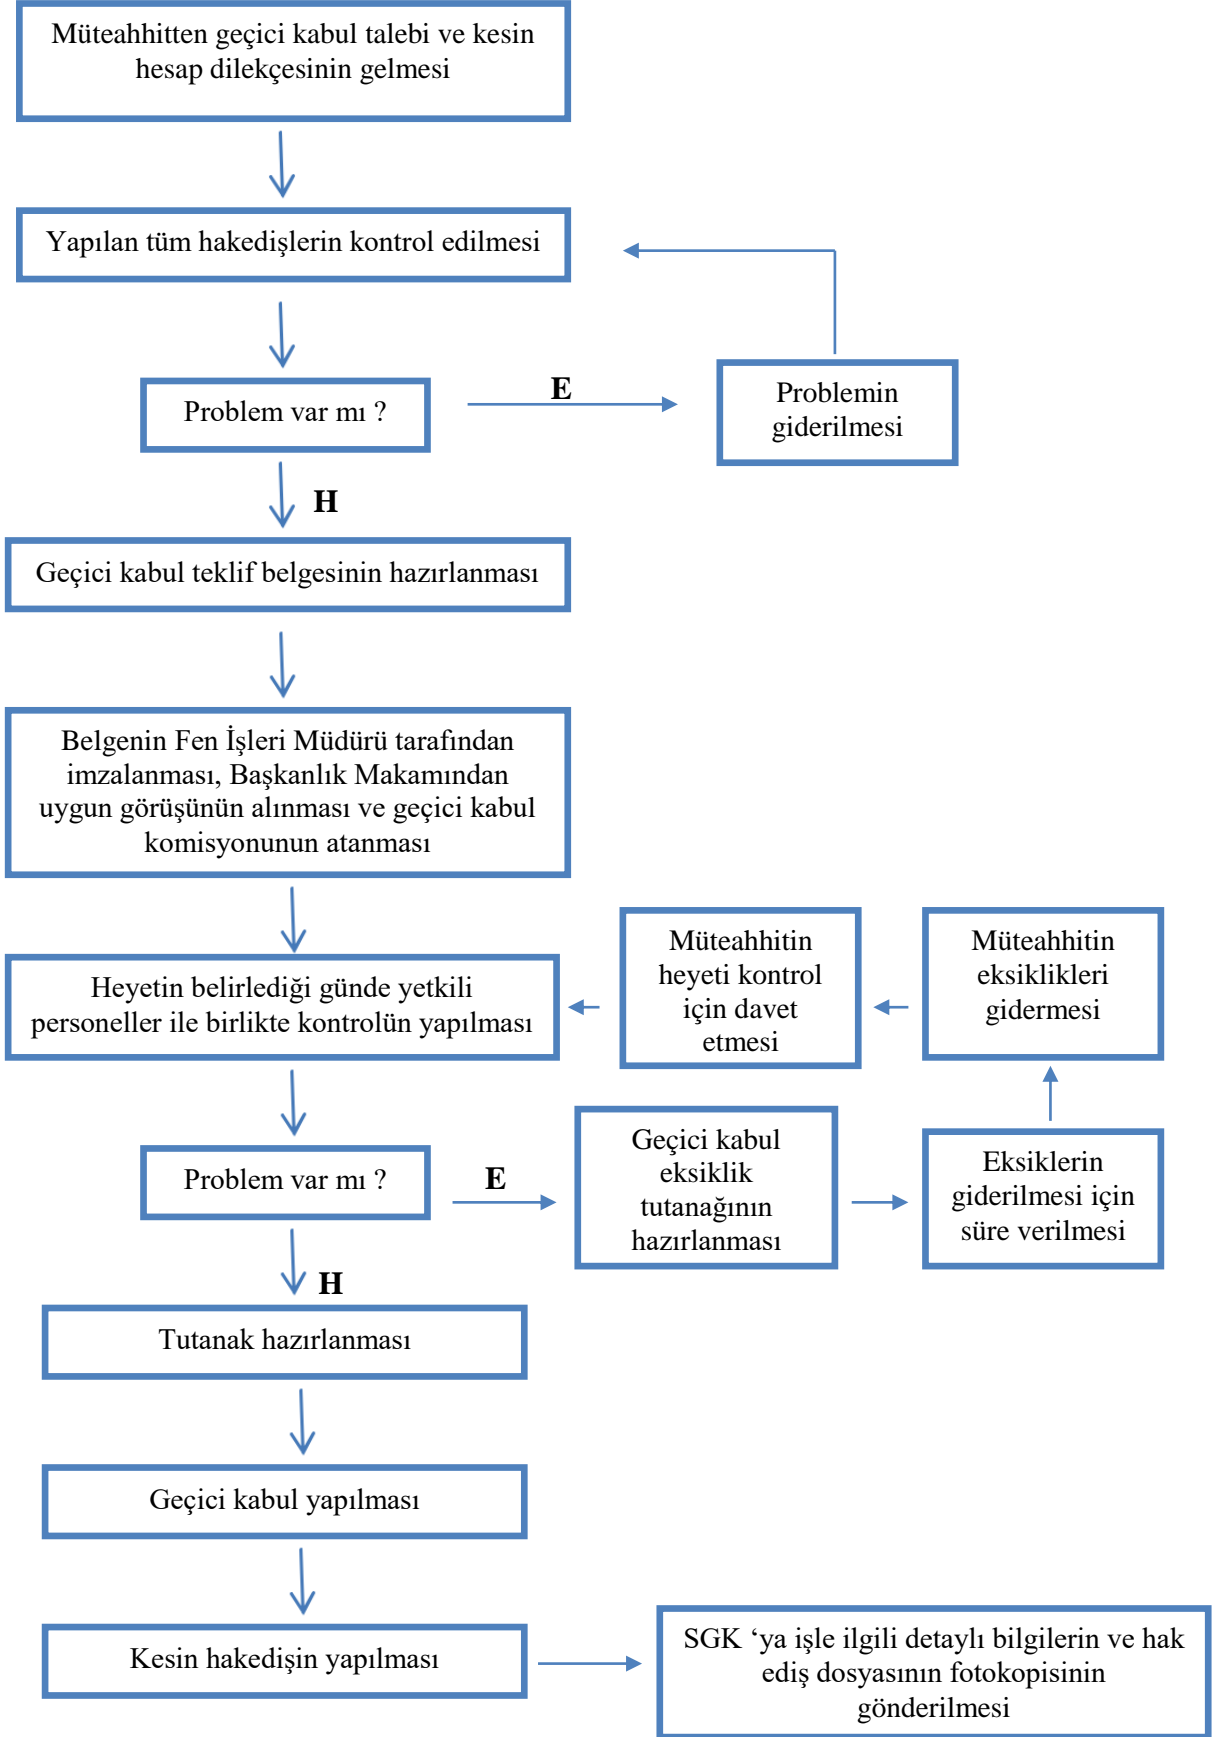 Müteahhitten geçici kabul talebi ve kesin
hesap dilekçesinin gelmesi
Yapılan tüm hakedişlerin kontrol edilmesi
Problem var mı ?
E
Problemin
giderilmesi
H
Geçici kabul teklif belgesinin hazırlanması
Belgenin Fen İşleri Müdürü tarafından
imzalanması, Başkanlık Makamından
uygun görüşünün alınması ve geçici kabul
komisyonunun atanması
Heyetin belirlediği günde yetkili
personeller ile birlikte kontrolün yapılması
Müteahhitin
heyeti kontrol
için davet
etmesi
Müteahhitin
eksiklikleri
gidermesi
Problem var mı ?
E
Geçici kabul
eksiklik
tutanağının
hazırlanması
Eksiklerin
giderilmesi için
süre verilmesi
H
Tutanak hazırlanması
Geçici kabul yapılması
Kesin hakedişin yapılması
SGK ‘ya işle ilgili detaylı bilgilerin ve hak
ediş dosyasının fotokopisinin
gönderilmesi